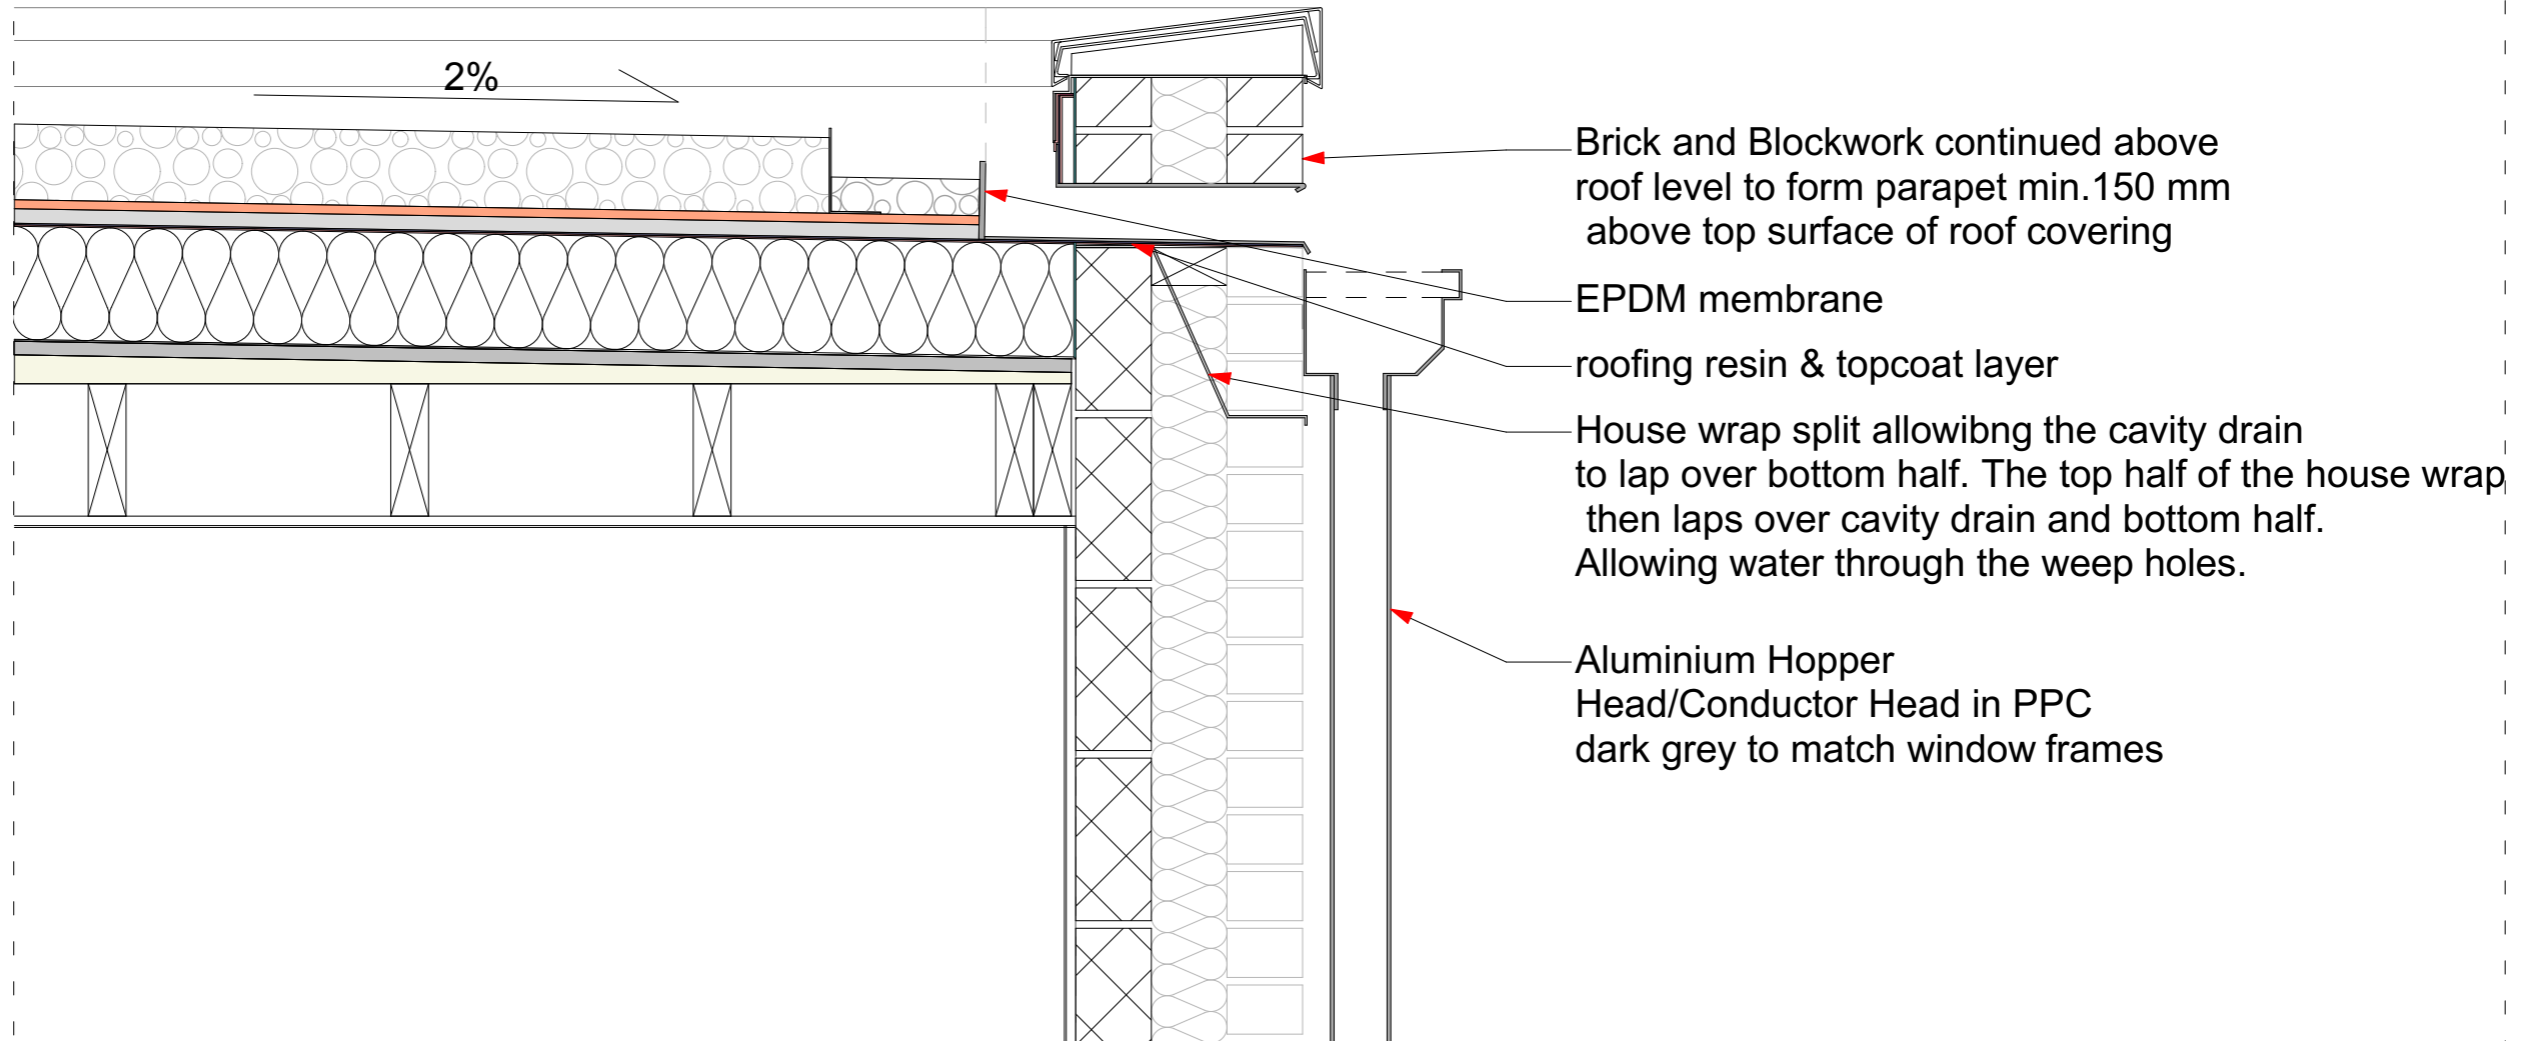 2%
Brick and Blockwork continued above
roof level to form parapet min.150 mm
above top surface of roof covering
EPDM membrane
roofing resin & topcoat layer
House wrap split allowibng the cavity drain
to lap over bottom half. The top half of the house wrap
then laps over cavity drain and bottom half.
Allowing water through the weep holes.
Aluminium Hopper
Head/Conductor Head in PPC
dark grey to match window frames